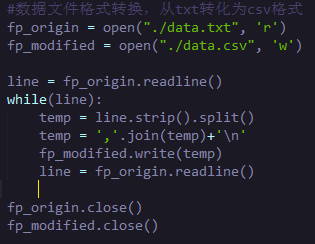 #数据文件格式转换，从txt转化为csv格式
fp_origin = open("./data.txt", 'r')
fp_modified = open("./data.csv", 'w')

line = fp_origin.readline()
while(line):
    temp = line.strip().split()
    temp = ','.join(temp)+'\n'
    fp_modified.write(temp)
    line = fp_origin.readline()

fp_origin.close()
fp_modified.close()